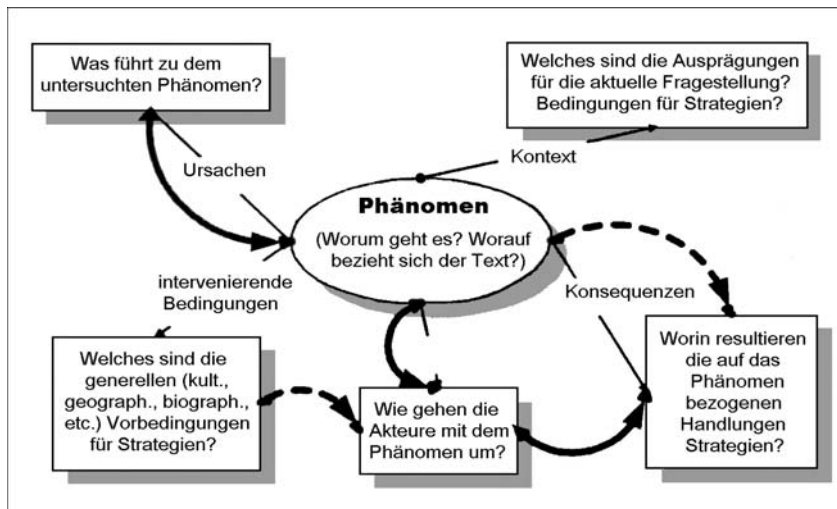 Was führt zu dem
untersuchten Phänomen?
Welches sind die Ausprägungen
für die aktuelle Fragestellung?
Bedingungen für Strategien?
Ursachen
Kontext
Phänomen
(Worum geht es? Worauf
bezieht sich der Text?)
intervenierende
Bedingungen
Konsequenzen
Welches sind die
generellen (kult.,
geograph., biograph.,
etc.) Vorbedingungen
für Strategien?
Wie gehen die
Akteure mit dem
Phänomen um?
Worin resultieren
die auf das
Phänomen
bezogenen
Handlungen
Strategien?